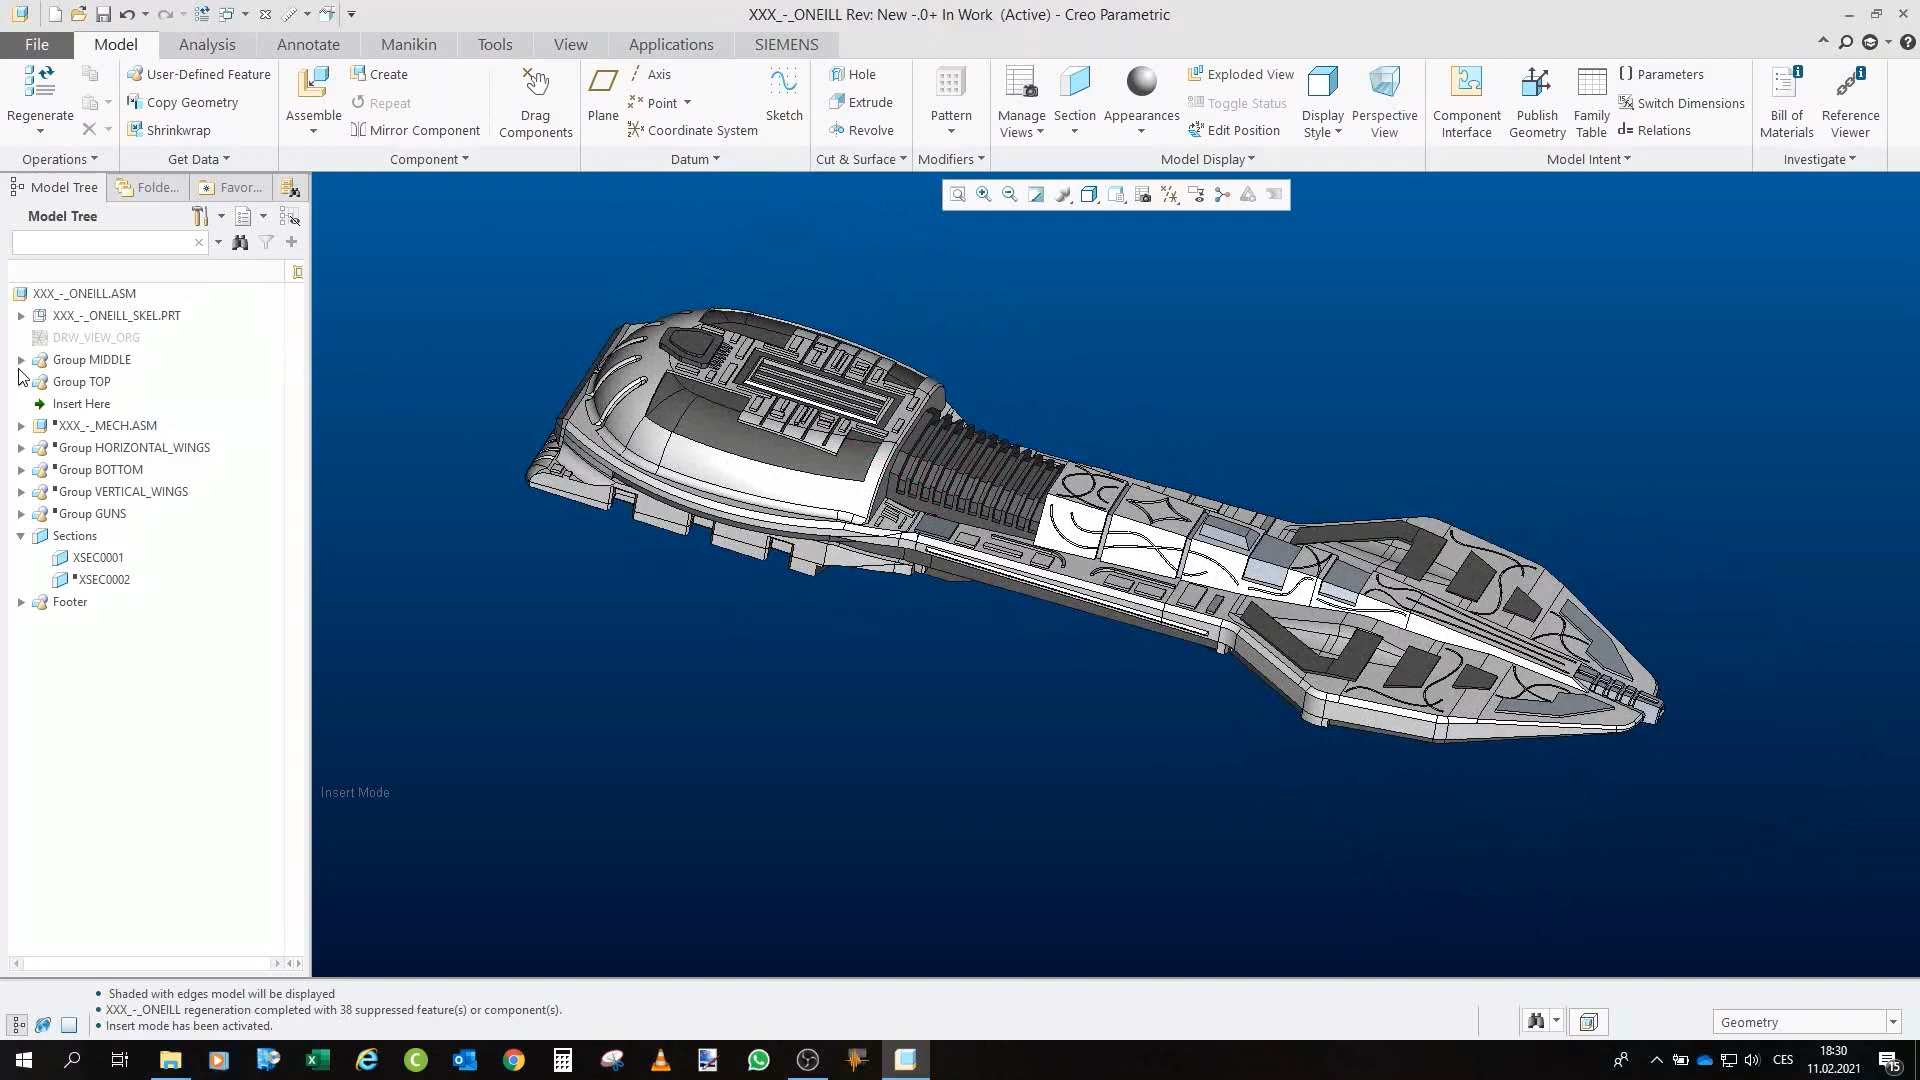 XXX_-_ONEILL Rev: New -.0+ In Work (Active) - Creo Parametric
File Model Analysis Annotate Manikin Tools View Applications SIEMENS
Regenerate
User-Defined Feature
Copy Geometry
Shrinkwrap
Assemble
Create
Repeat
Mirror Component
Drag
Components
Plane
Axis
Point
Coordinate System
Sketch
Hole
Extrude
Revolve
Pattern
Manage
Views
Section
Appearances
Exploded View
Toggle Status
Edit Position
Display
Style
Perspective
View
Component
Interface
Publish
Geometry
Family
Table
Parameters
Switch Dimensions
Relations
Bill of
Materials
Reference
Viewer
Operations Get Data Component Datum Cut & Surface Modifiers Model Display Model Intent Investigate
Model Tree Folde... Favor...
Model Tree
XXX_-_ONEILL.ASM
XXX_-_ONEILL_SKEL.PRT
DRW_VIEW_ORG
Group MIDDLE
Group TOP
Insert Here
XXX_-_MECH.ASM
Group HORIZONTAL_WINGS
Group BOTTOM
Group VERTICAL_WINGS
Group GUNS
Sections
XSEC0001
XSEC0002
Footer
Insert Mode
• Shaded with edges model will be displayed
• XXX_-_ONEILL regeneration completed with 38 suppressed feature(s) or component(s).
• Insert mode has been activated.
Geometry
CES
18:30
11.02.2021
15